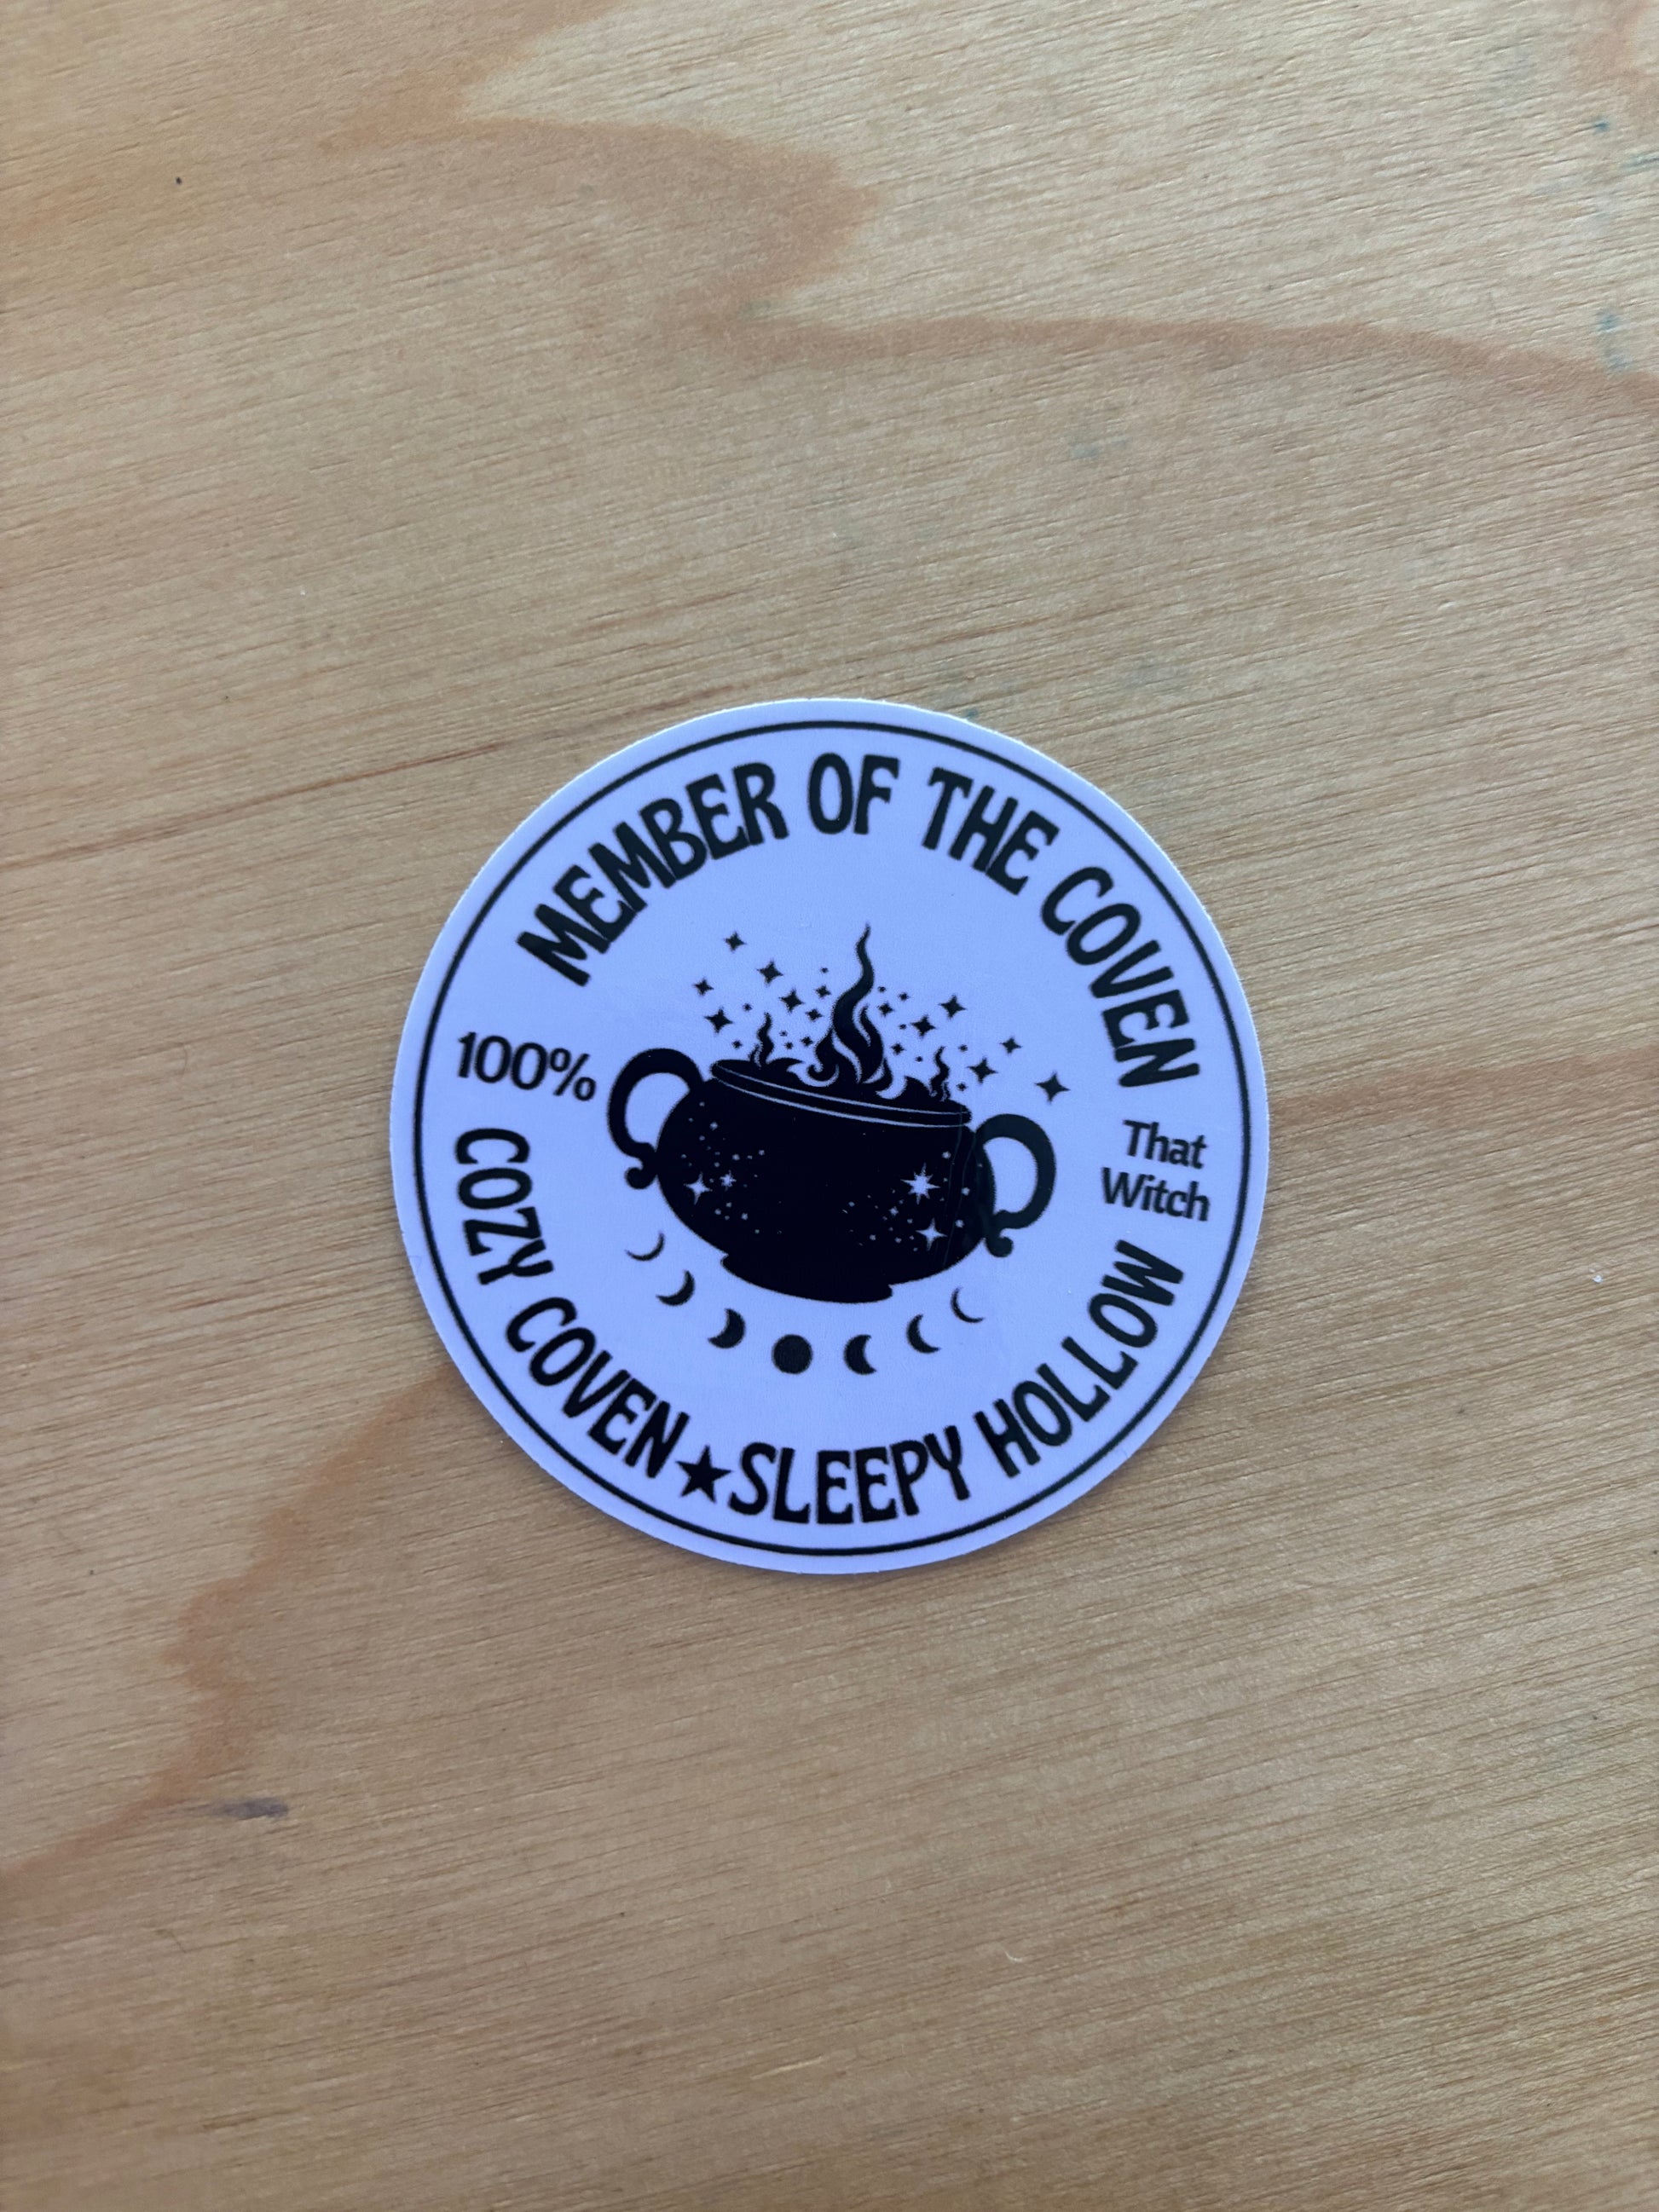 MEMBER OF THE COVEN
100%
That
Witch
COZY COVEN★SLEEPY HOLLOW